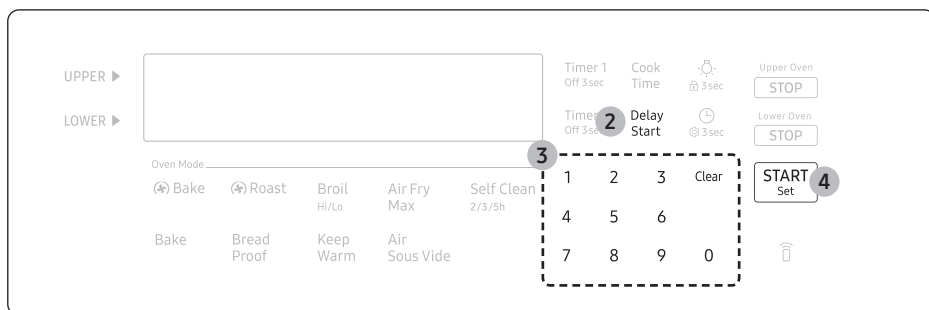 UPPER ▶
LOWER ▶
Timer 1
Off 3 sec
Cook
Time
3 sec
Upper Oven
STOP
Timer
Off 3 sec
2
Delay
Start
3 sec
Lower Oven
STOP
Oven Mode
Bake
Roast
Broil
Hi/Lo
Air Fry
Max
Self Clean
2/3/5h
Bake
Bread
Proof
Keep
Warm
Air
Sous Vide
3
1 2 3 Clear
4 5 6
7 8 9 0
START
Set
4